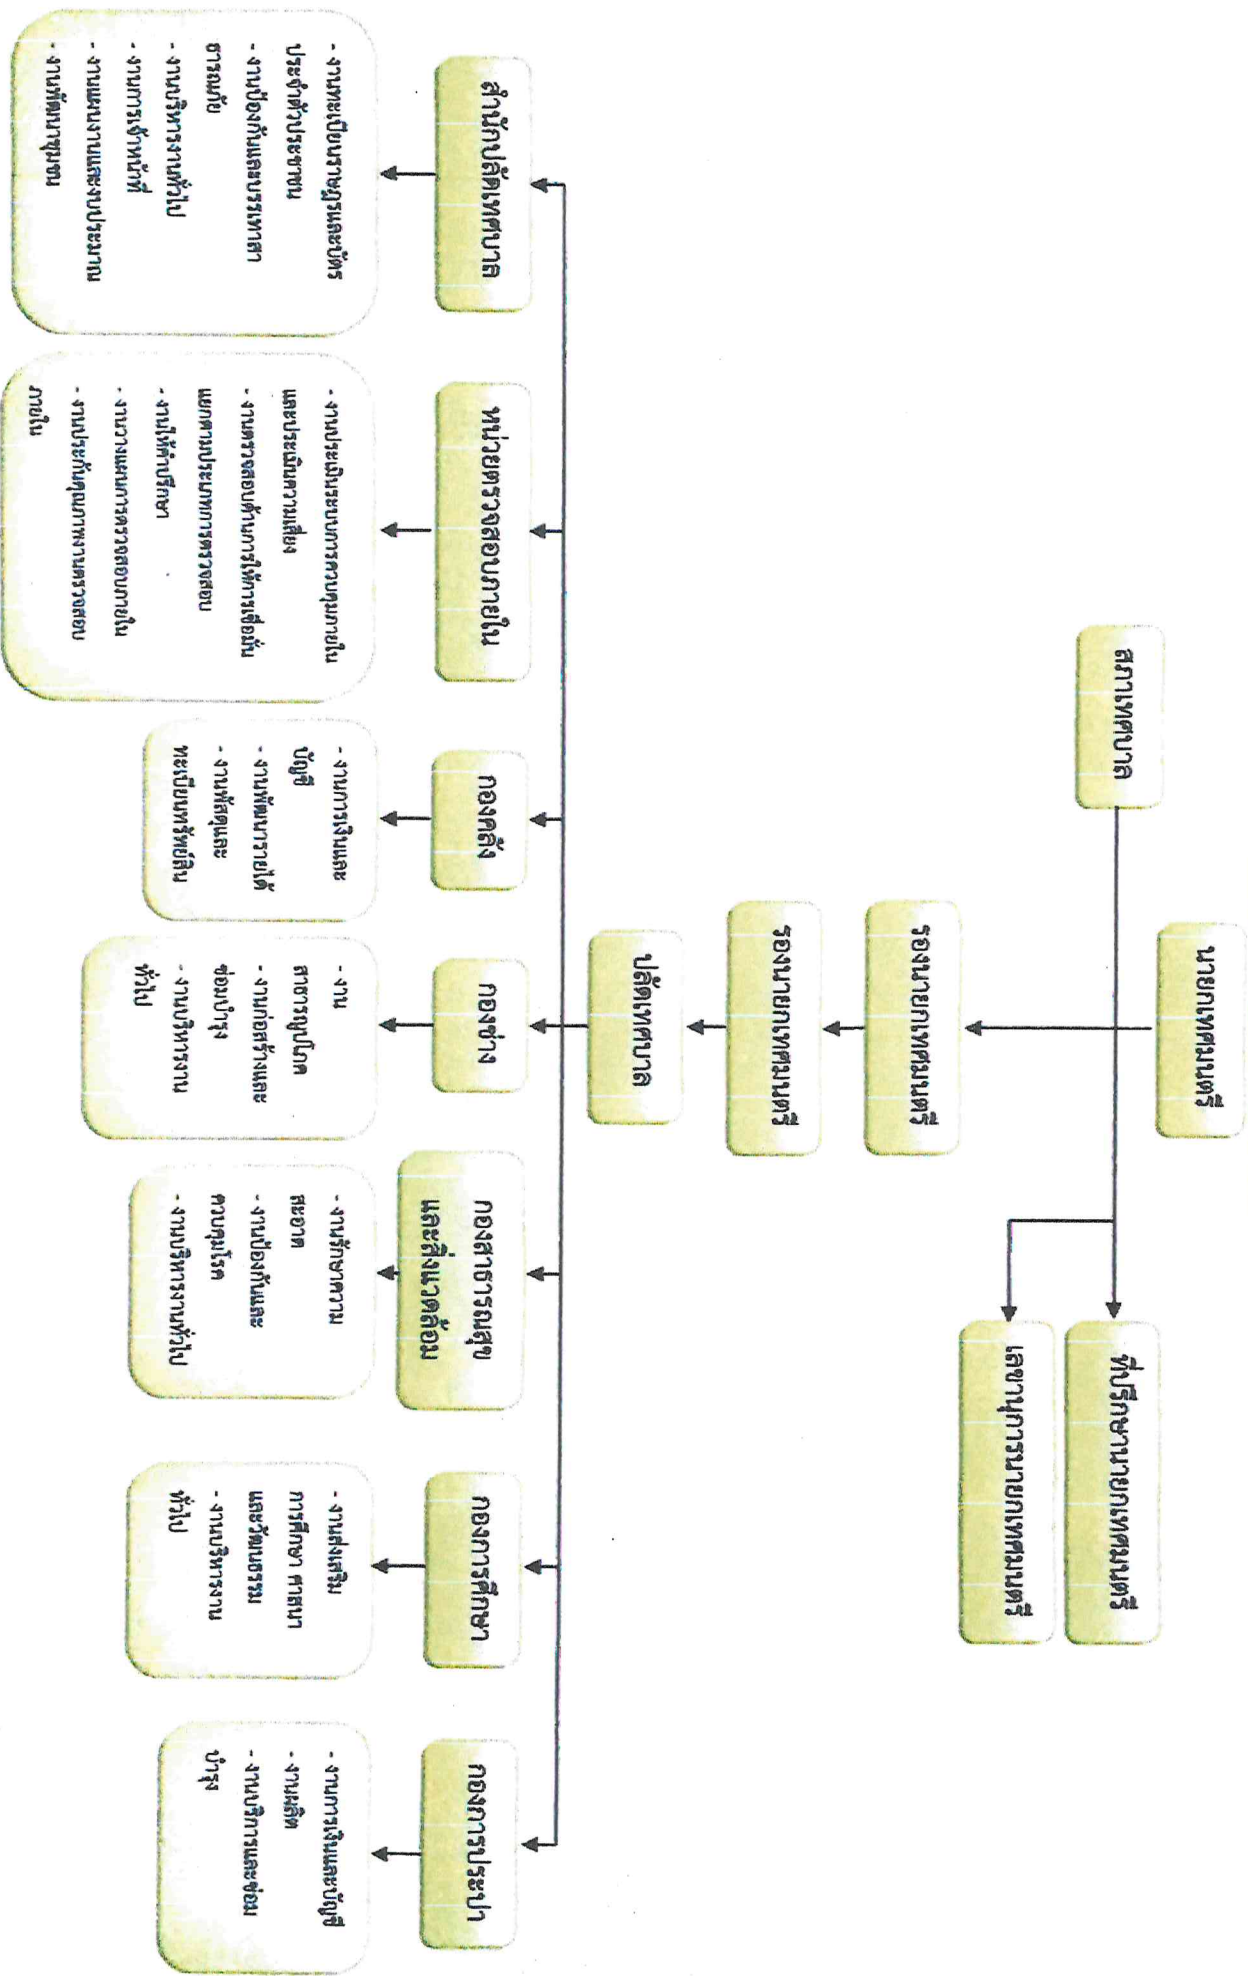 นายกเทศมนตรี
สภาเทศบาล
ที่ปรึกษานายกเทศมนตรี
เลขานุการนายกเทศมนตรี
รองนายกเทศมนตรี
รองนายกเทศมนตรี
ปลัดเทศบาล
สำนักปลัดเทศบาล
- งานทะเบียนราษฎรและบัตร
ประจำตัวประชาชน
- งานป้องกันและบรรเทาสา
ธารณภัย
- งานบริหารงานทั่วไป
- งานการเจ้าหน้าที่
- งานแผนงานและงบประมาณ
- งานพัฒนาชุมชน
หน่วยตรวจสอบภายใน
- งานประเมินระบบการควบคุมภายใน
และประเมินความเสี่ยง
- งานตรวจสอบด้านการให้การเชื่อมั่น
แยกตามประเภทการตรวจสอบ
- งานให้คำปรึกษา
- งานวางแผนการตรวจสอบภายใน
- งานประกันคุณภาพงานตรวจสอบ
ภายใน
กองคลัง
- งานการเงินและ
บัญชี
- งานพัฒนารายได้
- งานพัสดุและ
ทะเบียนทรัพย์สิน
กองช่าง
- งาน
สาธารณูปโภค
- งานก่อสร้างและ
ซ่อมบำรุง
- งานบริหารงาน
ทั่วไป
กองสาธารณสุข
และสิ่งแวดล้อม
- งานรักษาความ
สะอาด
- งานป้องกันและ
ควบคุมโรค
- งานบริหารงานทั่วไป
กองการศึกษา
- งานส่งเสริม
การศึกษา ศาสนา
และวัฒนธรรม
- งานบริหารงาน
ทั่วไป
กองการประปา
- งานการเงินและบัญชี
- งานผลิต
- งานบริการและซ่อม
บำรุง